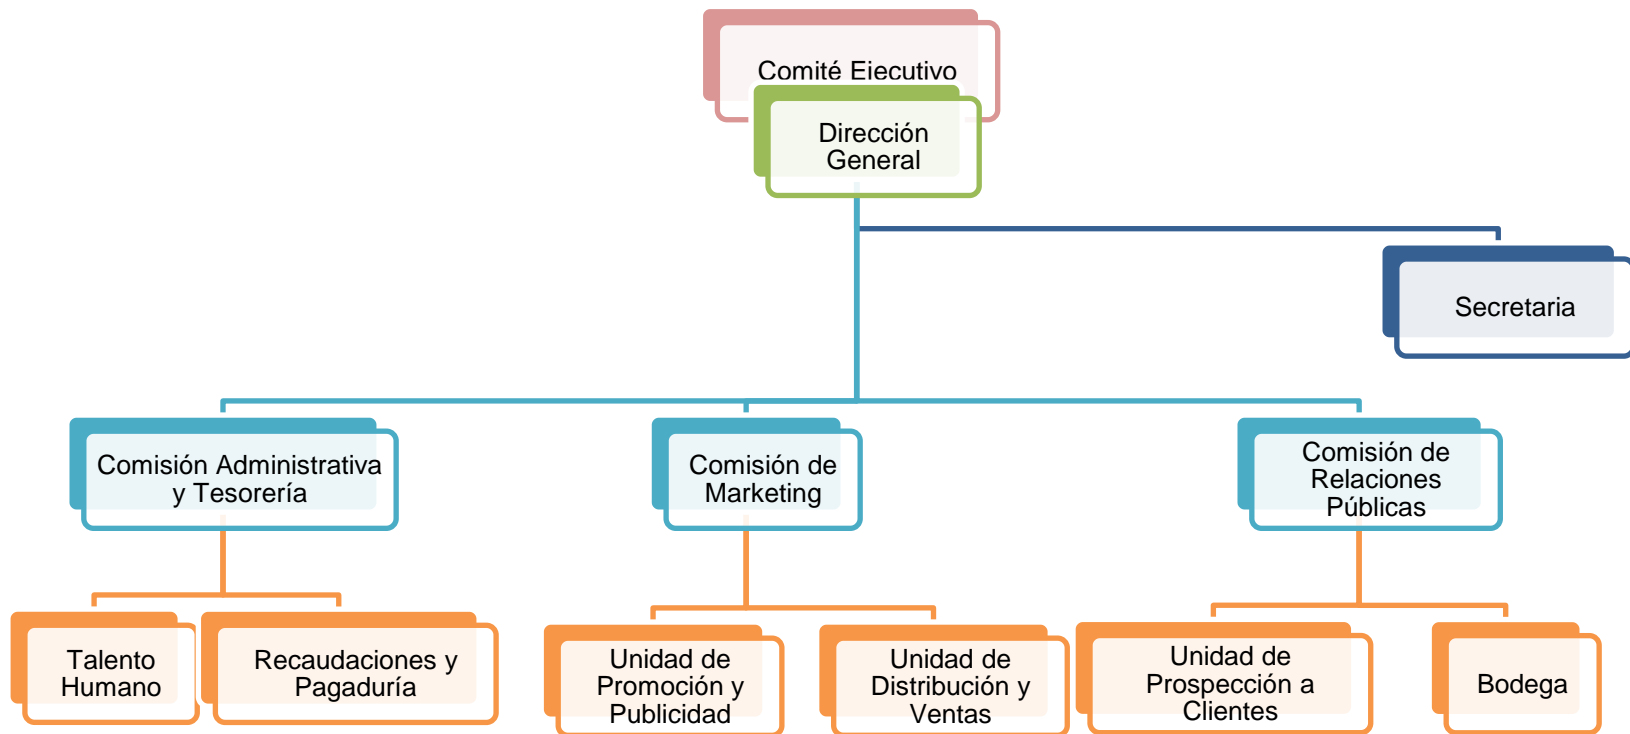 Comité Ejecutivo
Dirección
General
Secretaria
Comisión Administrativa
y Tesorería
Comisión de
Marketing
Comisión de
Relaciones
Públicas
Talento
Humano
Recaudaciones y
Pagaduría
Unidad de
Promoción y
Publicidad
Unidad de
Distribución y
Ventas
Unidad de
Prospección a
Clientes
Bodega